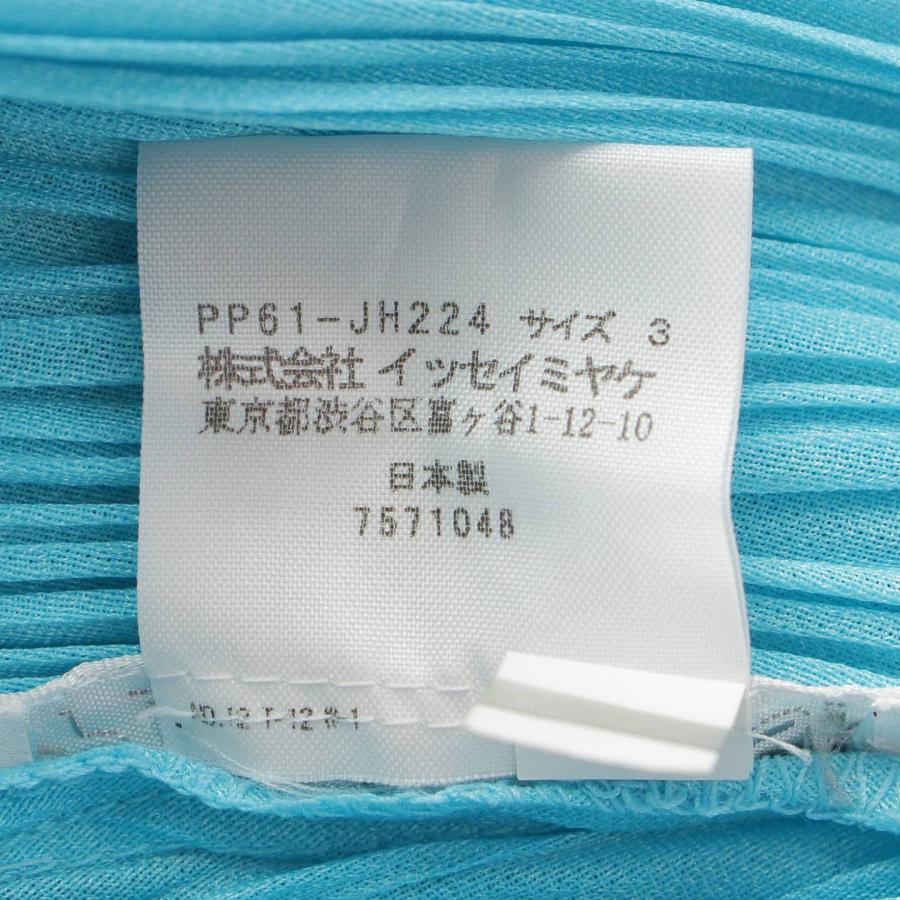 PP61-JH224 サイズ 3
株式会社 イッセイミヤケ
東京都渋谷区富ヶ谷1-12-10
日本製
7571048